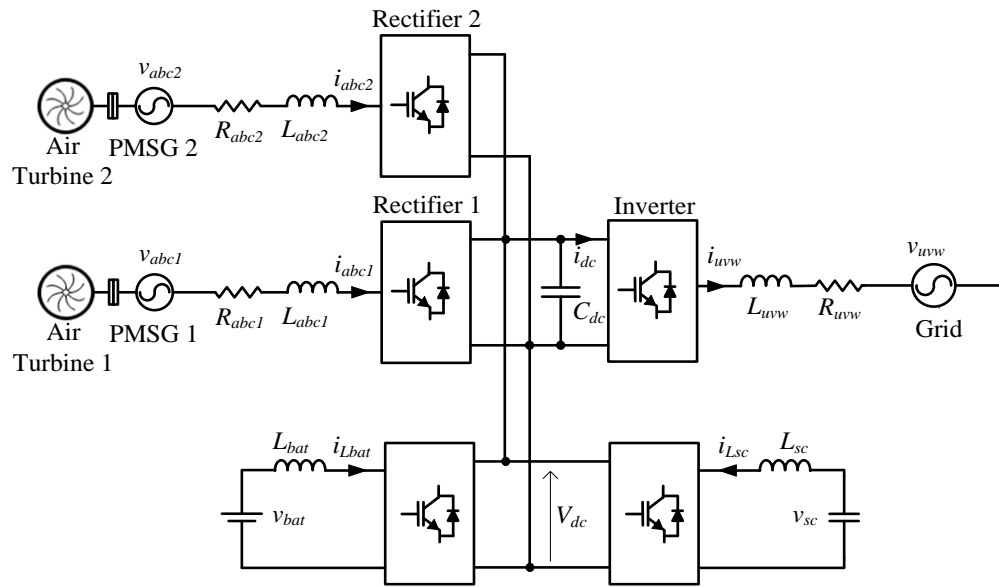 Rectifier 2
v_abc2
i_abc2
R_abc2
L_abc2
Air
Turbine 2
PMSG 2
Rectifier 1
Inverter
v_abc1
i_abc1
i_dc
i_uvw
v_uvw
R_abc1
L_abc1
C_dc
L_uvw
R_uvw
Air
Turbine 1
PMSG 1
Grid
L_bat
i_Lbat
i_Lsc
L_sc
v_bat
V_dc
v_sc